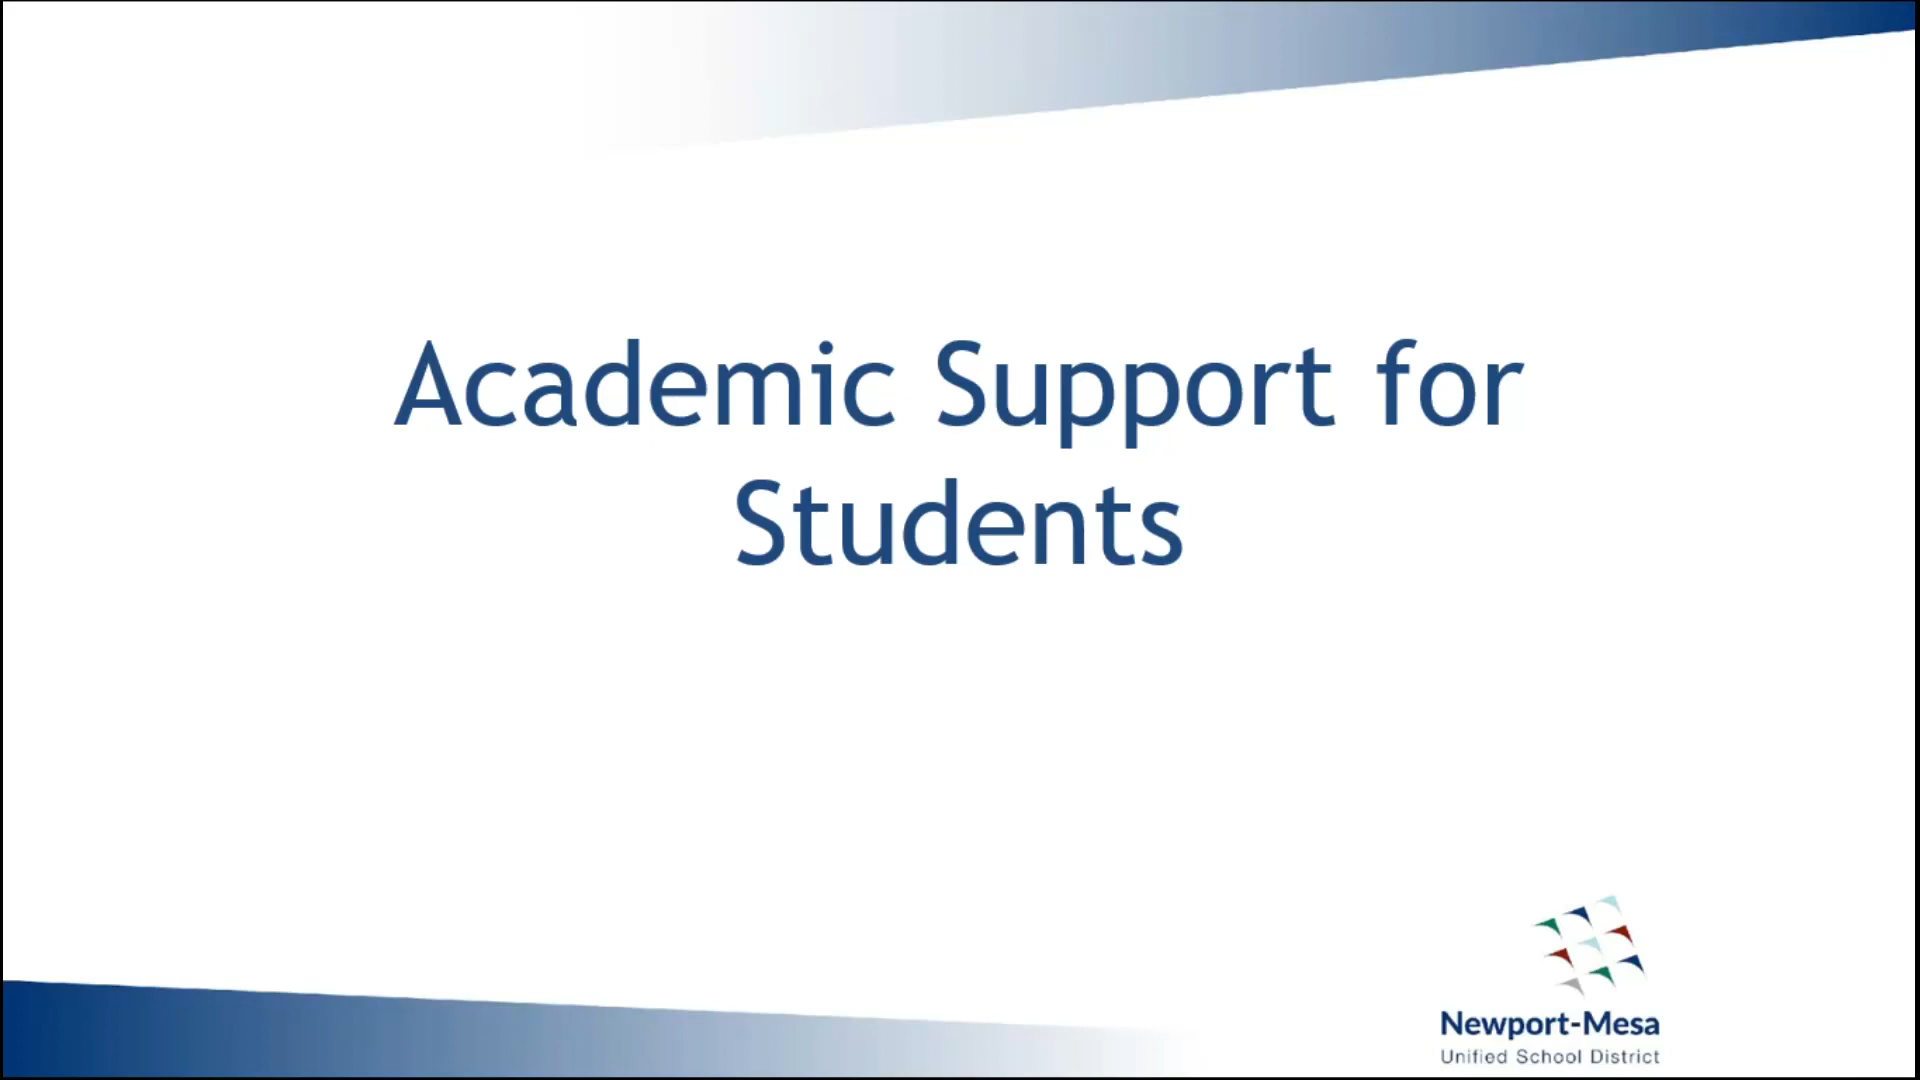 Academic Support for
Students
Newport-Mesa
Unified School District